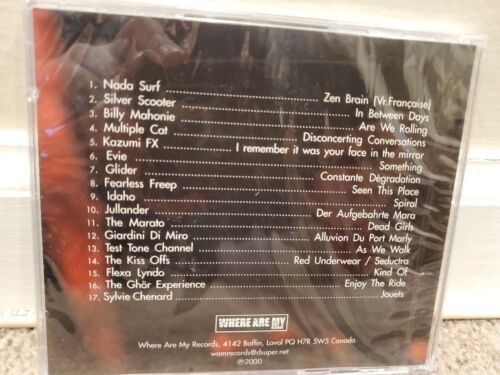 1. Nada Surf ........ Zen Brain (Vr.Française)
2. Silver Scooter ........ In Between Days
3. Billy Mahonie ........ Are We Rolling
4. Multiple Cat ........ Disconcerting Conversations
5. Kazumi FX ........ I remember it was your face in the mirror
6. Evie ........ Something
7. Glider ........ Constante Dégradation
8. Fearless Freep ........ Seen This Place
9. Idaho ........ Spiral
10. Jullander ........ Der Aufgebahrte Mara
11. The Marato ........ Dead Girls
12. Giardini Di Miro ........ Alluvion Du Port Marly
13. Test Tone Channel ........ As We Walk
14. The Kiss Offs ........ Red Underwear / Seductra
15. Flexa Lyndo ........ Kind Of
16. The Ghör Experience ........ Enjoy The Ride
17. Sylvie Chenard ........ Jouets
WHERE ARE MY
Where Are My Records, 4142 Baffin, Laval PQ H7R 5W5 Canada
wamrecords@dsuper.net
℗2000